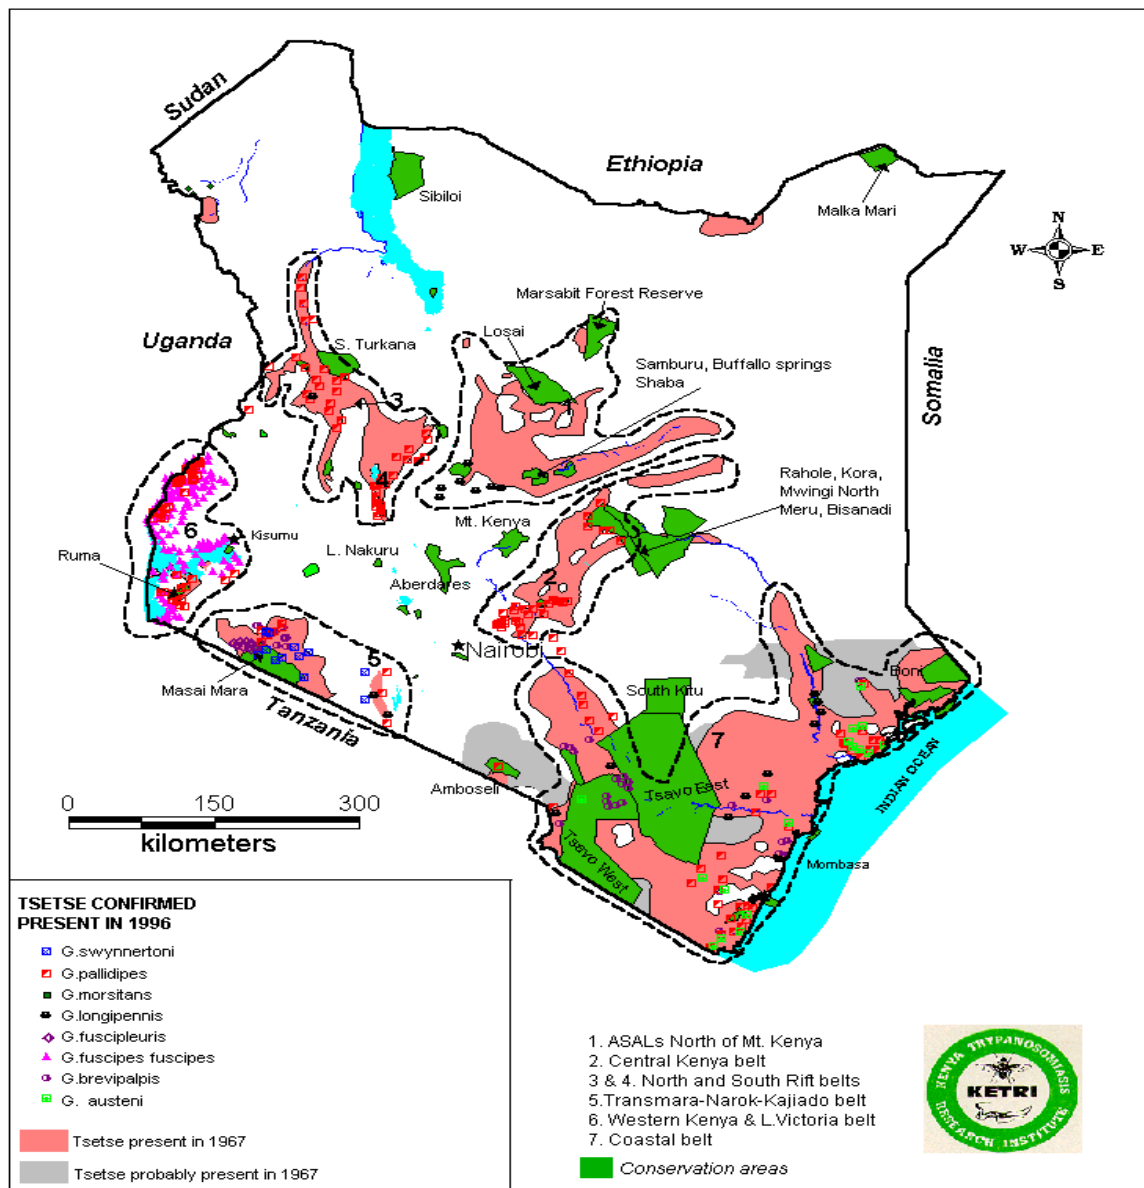 Sudan
Ethiopia
Sibiloi
Malka Mari
N
W E
S
Marsabit Forest Reserve
Losai
Uganda
S. Turkana
Samburu, Buffallo springs
Shaba
Somalia
3
1
4
Rahole, Kora,
Mwingi North
Meru, Bisanadi
6
Kisumu
Mt. Kenya
Ruma
L. Nakuru
Aberdares
2
Nairobi
5
Masai Mara
Tanzania
South Kitu
Boni
7
INDIAN OCEAN
Amboseli
Tsavo East
0 150 300
kilometers
Tsavo West
Mombasa
TSETSE CONFIRMED
PRESENT IN 1996
G.swynnertoni
G.pallidipes
G.morsitans
G.longipennis
G.fuscipleuris
G.fuscipes fuscipes
G.brevipalpis
G. austeni
Tsetse present in 1967
Tsetse probably present in 1967
1. ASALs North of Mt. Kenya
2. Central Kenya belt
3 & 4. North and South Rift belts
5.Transmara-Narok-Kajiado belt
6. Western Kenya & L.Victoria belt
7. Coastal belt
Conservation areas
KENYA TRYPANOSOMIASIS
KETRI
RESEARCH INSTITUTE